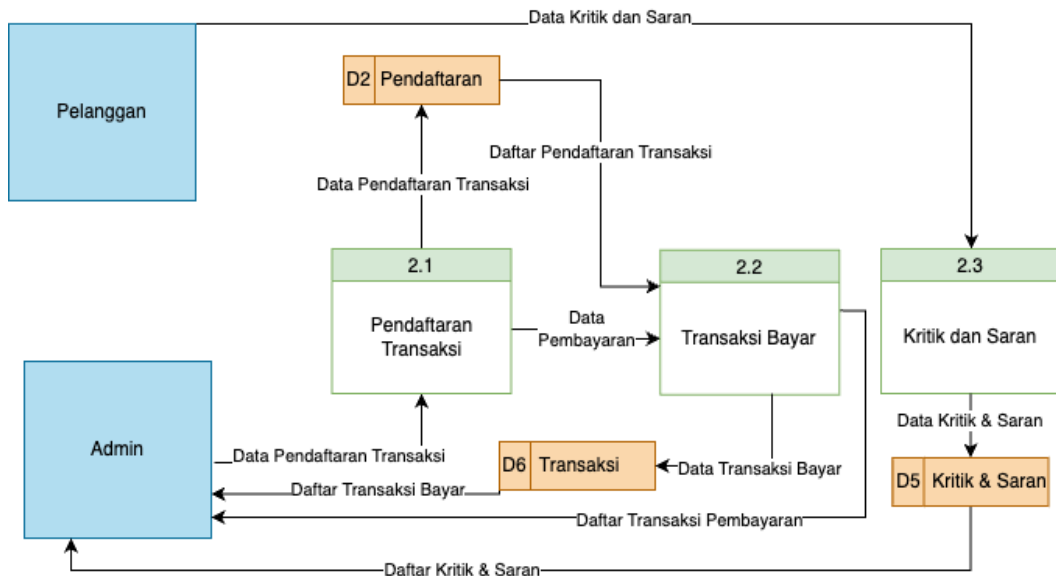 Data Kritik dan Saran
Pelanggan
D2 Pendaftaran
Daftar Pendaftaran Transaksi
Data Pendaftaran Transaksi
2.1
2.2
2.3
Pendaftaran
Transaksi
Data
Pembayaran
Transaksi Bayar
Kritik dan Saran
Data Kritik & Saran
Admin
Data Pendaftaran Transaksi
D6 Transaksi
Data Transaksi Bayar
D5 Kritik & Saran
Daftar Transaksi Bayar
Daftar Transaksi Pembayaran
Daftar Kritik & Saran